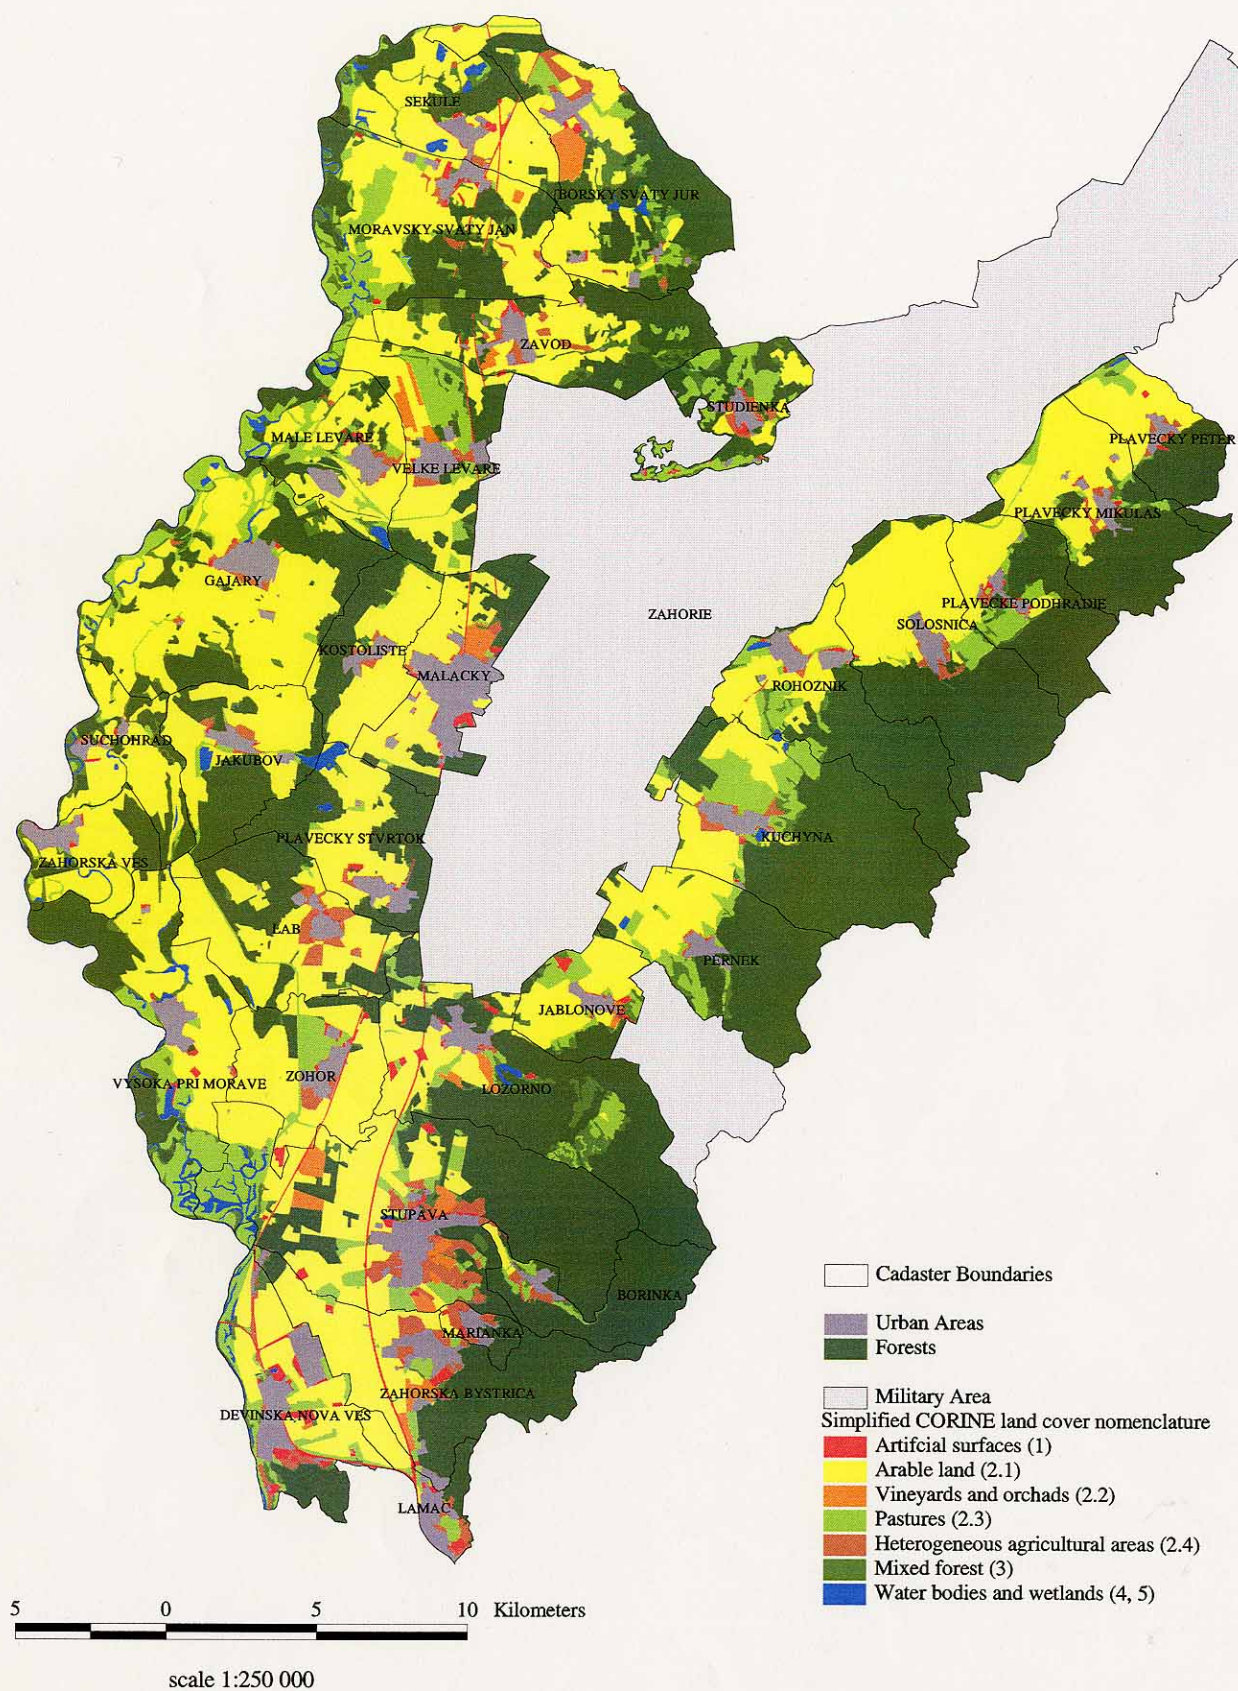 SEKULE
BORSKY SVATY JUR
MORAVSKY SVATY JAN
ZAVOD
STUDIENKA
MALE LEVARE
VELKE LEVARE
PLAVECKY PETER
PLAVECKY MIKULAS
GAJARY
ZAHORIE
PLAVECKE PODHRADIE
SOLOSNICA
KOSTOLISTE
MALACKY
ROHOZNIK
SUCHOHRAD
JAKUBOV
PLAVECKY STVRTOK
KUCHYNA
ZAHORSKA VES
LAB
PERNEK
JABLONOVE
VYSOKA PRI MORAVE
ZOHOR
LOZORNO
STUPAVA
BORINKA
MARIANKA
ZAHORSKA BYSTRICA
DEVINSKA NOVA VES
LAMAC
Cadaster Boundaries
Urban Areas
Forests
Military Area
Simplified CORINE land cover nomenclature
Artifcial surfaces (1)
Arable land (2.1)
Vineyards and orchads (2.2)
Pastures (2.3)
Heterogeneous agricultural areas (2.4)
Mixed forest (3)
Water bodies and wetlands (4, 5)
5 0 5 10 Kilometers
scale 1:250 000